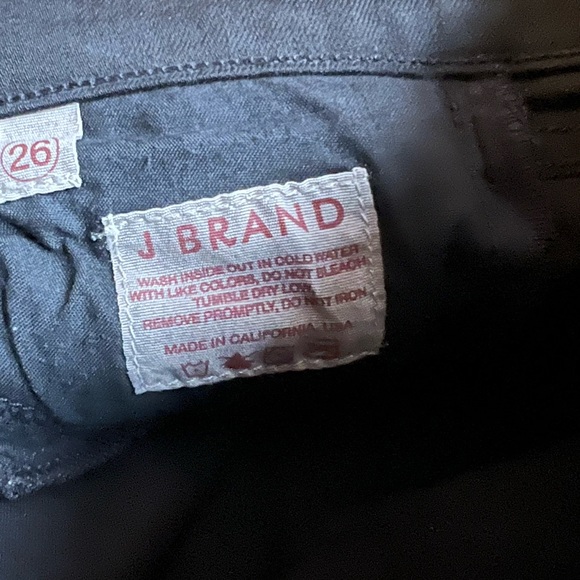 26
J BRAND
WASH INSIDE OUT IN COLD WATER
WITH LIKE COLORS, DO NOT BLEACH
TUMBLE DRY LOW
REMOVE PROMPTLY, DO NOT IRON
MADE IN CALIFORNIA, USA